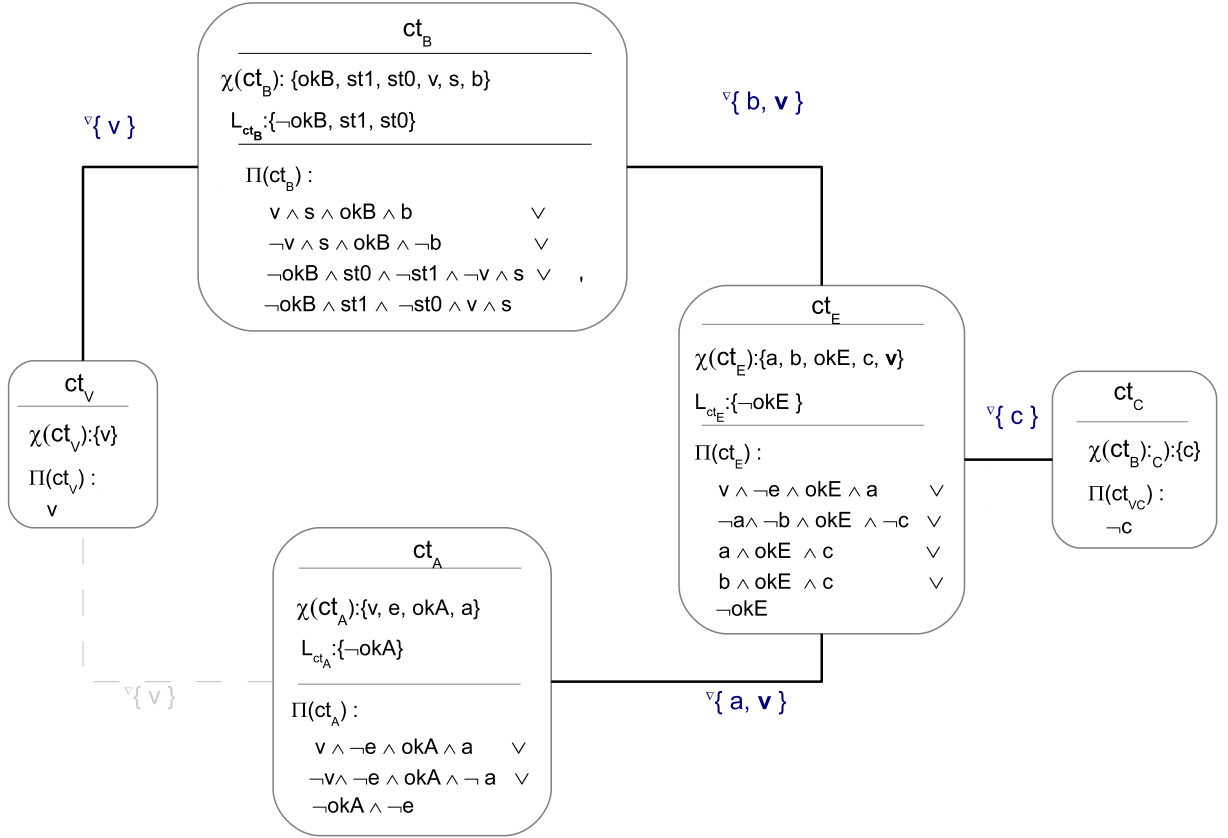 ct_B
χ(ct_B): {okB, st1, st0, v, s, b}
L_ct_B:{¬okB, st1, st0}
Π(ct_B) :
v ∧ s ∧ okB ∧ b ∨
¬v ∧ s ∧ okB ∧ ¬b ∨
¬okB ∧ st0 ∧ ¬st1 ∧ ¬v ∧ s ∨ ,
¬okB ∧ st1 ∧ ¬st0 ∧ v ∧ s
∇{ v }
∇{ b, v }
ct_V
χ(ct_V):{v}
Π(ct_V) :
v
ct_E
χ(ct_E):{a, b, okE, c, v}
L_ct_E:{¬okE }
Π(ct_E) :
v ∧ ¬e ∧ okE ∧ a ∨
¬a∧ ¬b ∧ okE ∧ ¬c ∨
a ∧ okE ∧ c ∨
b ∧ okE ∧ c ∨
¬okE
∇{ c }
ct_C
χ(ct_B):_C):{c}
Π(ct_VC) :
¬c
ct_A
χ(ct_A):{v, e, okA, a}
L_ct_A:{¬okA}
Π(ct_A) :
v ∧ ¬e ∧ okA ∧ a ∨
¬v∧ ¬e ∧ okA ∧ ¬ a ∨
¬okA ∧ ¬e
∇{ v }
∇{ a, v }